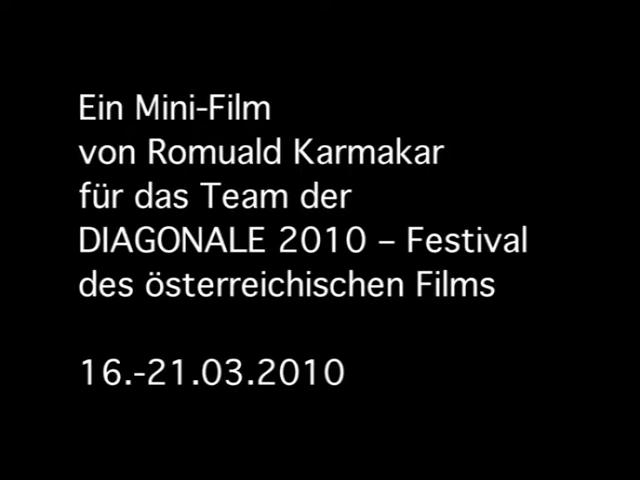 Ein Mini-Film
von Romuald Karmakar
für das Team der
DIAGONALE 2010 – Festival
des österreichischen Films
16.-21.03.2010